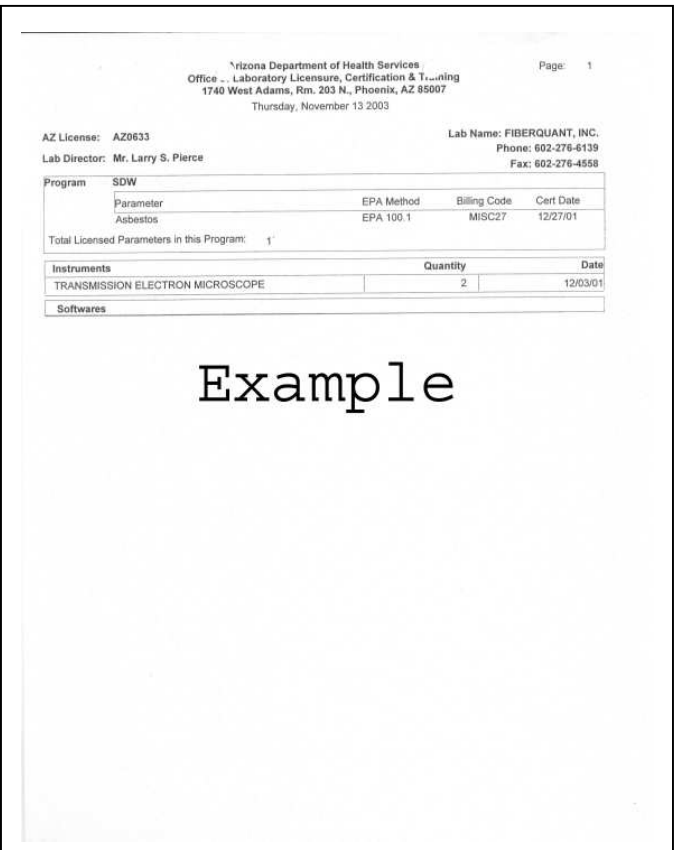 Arizona Department of Health Services Page: 1
Office Laboratory Licensure, Certification & Training
1740 West Adams, Rm. 203 N., Phoenix, AZ 85007
Thursday, November 13 2003
AZ License: AZ0633 Lab Name: FIBERQUANT, INC.
Phone: 602-276-6139
Lab Director: Mr. Larry S. Pierce
Fax: 602-276-4558
Program SDW
Parameter EPA Method Billing Code Cert Date
Asbestos EPA 100.1 MISC27 12/27/01
Total Licensed Parameters in this Program: 1
Instruments Quantity Date
TRANSMISSION ELECTRON MICROSCOPE 2 12/03/01
Softwares
Example